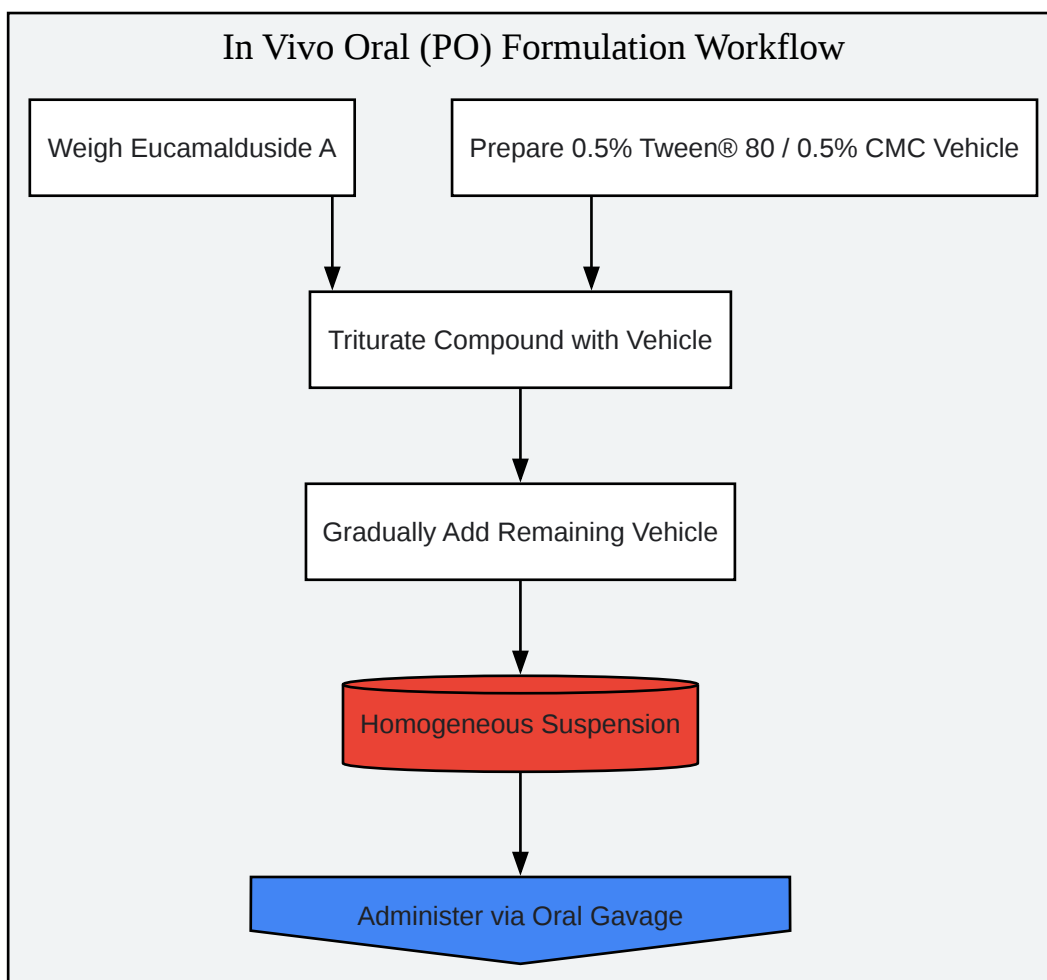 In Vivo Oral (PO) Formulation Workflow
Weigh Eucamalduside A
Prepare 0.5% Tween® 80 / 0.5% CMC Vehicle
Triturate Compound with Vehicle
Gradually Add Remaining Vehicle
Homogeneous Suspension
Administer via Oral Gavage